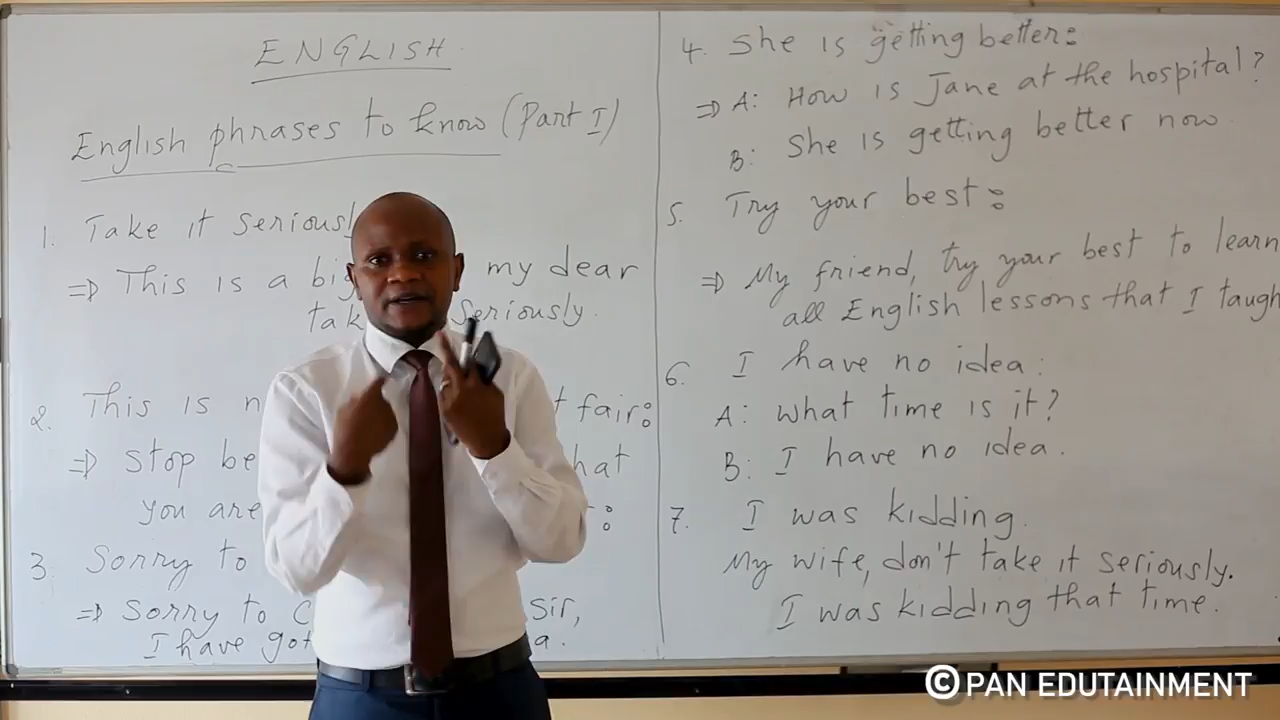 ENGLISH
English phrases to know (Part I)
1. Take it Seriously
⇒ This is a big my dear
take Seriously.
2. This is fair:
⇒ Stop that
you are
3. Sorry to
⇒ Sorry to Sir,
I have got
4. She is getting better:
⇒ A: How is Jane at the hospital?
B: She is getting better now.
5. Try your best:
⇒ My friend, try your best to learn
all English lessons that I taugh
6. I have no idea:
A: What time is it?
B: I have no idea.
7. I was kidding.
My wife, don't take it seriously.
I was kidding that time.
© PAN EDUTAINMENT